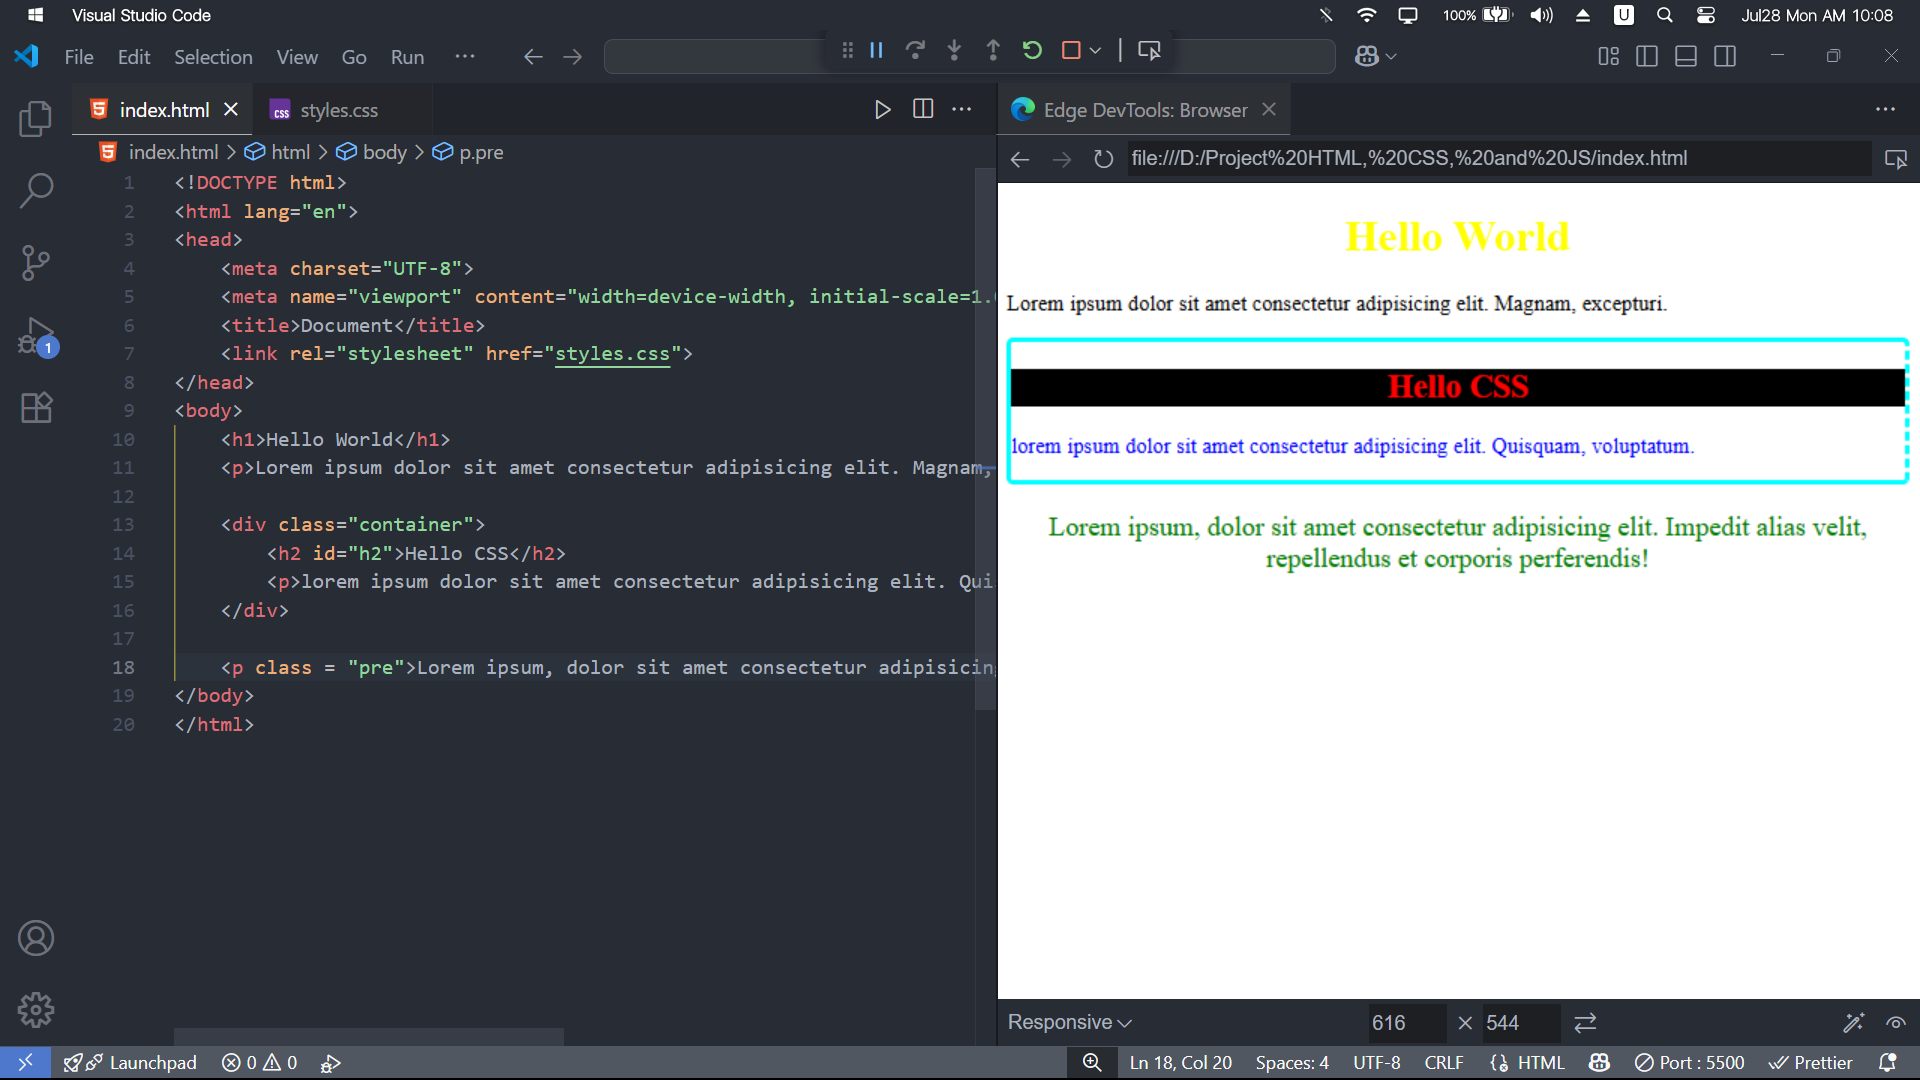 Visual Studio Code
100%
U
Jul28 Mon AM 10:08
File Edit Selection View Go Run ...
index.html
css styles.css
Edge DevTools: Browser
index.html > html > body > p.pre
file:///D:/Project%20HTML,%20CSS,%20and%20JS/index.html
1 <!DOCTYPE html>
2 <html lang="en">
3 <head>
4 <meta charset="UTF-8">
5 <meta name="viewport" content="width=device-width, initial-scale=1.
6 <title>Document</title>
7 <link rel="stylesheet" href="styles.css">
8 </head>
9 <body>
10 <h1>Hello World</h1>
11 <p>Lorem ipsum dolor sit amet consectetur adipisicing elit. Magnam,
12
13 <div class="container">
14 <h2 id="h2">Hello CSS</h2>
15 <p>lorem ipsum dolor sit amet consectetur adipisicing elit. Qui
16 </div>
17
18 <p class = "pre">Lorem ipsum, dolor sit amet consectetur adipisicin
19 </body>
20 </html>
1
Hello World
Lorem ipsum dolor sit amet consectetur adipisicing elit. Magnam, excepturi.
Hello CSS
lorem ipsum dolor sit amet consectetur adipisicing elit. Quisquam, voluptatum.
Lorem ipsum, dolor sit amet consectetur adipisicing elit. Impedit alias velit,
repellendus et corporis perferendis!
Responsive 616 × 544
Launchpad 0 0
Ln 18, Col 20 Spaces: 4 UTF-8 CRLF {} HTML Port : 5500 Prettier